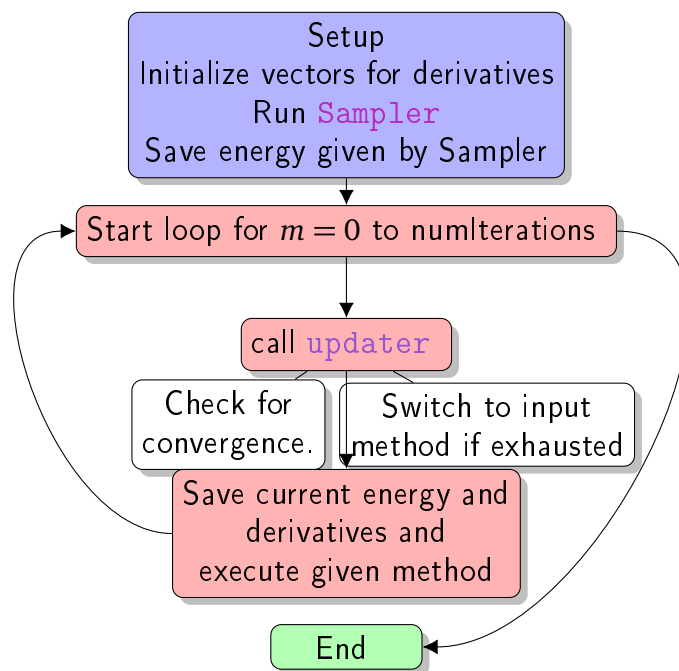 Setup
Initialize vectors for derivatives
Run Sampler
Save energy given by Sampler
Start loop for m = 0 to numIterations
call updater
Check for
convergence.
Switch to input
method if exhausted
Save current energy and
derivatives and
execute given method
End